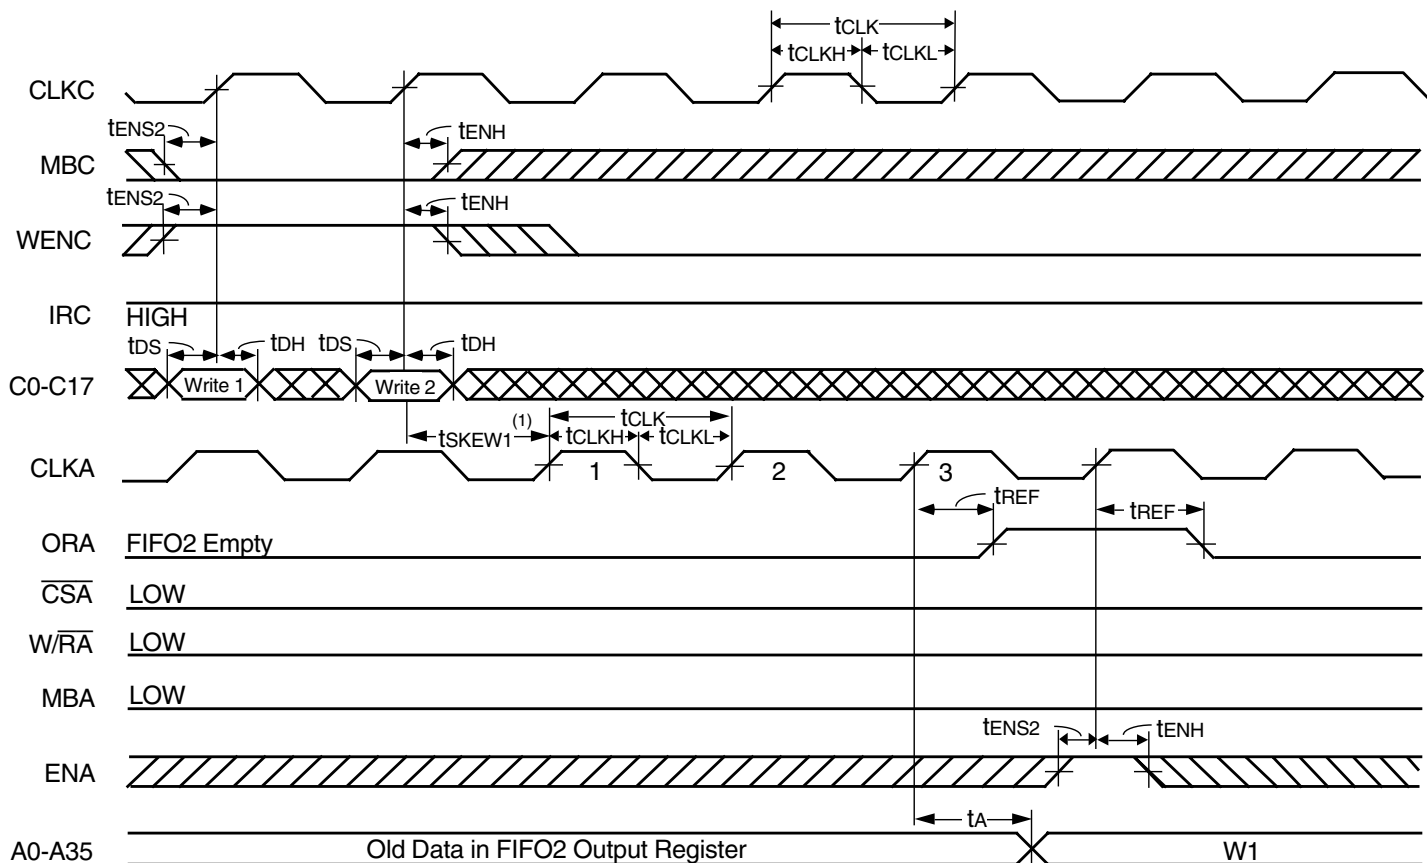 tCLK
tCLKH tCLKL
CLKC
tENS2 tENH
MBC
tENS2 tENH
WENC
IRC HIGH
tDS tDH tDS tDH
C0-C17 Write 1 Write 2
tSKEW1(1) tCLK
tCLKH tCLKL
CLKA 1 2 3
tREF tREF
ORA FIFO2 Empty
CSA LOW
W/RA LOW
MBA LOW
tENS2 tENH
ENA
tA
A0-A35 Old Data in FIFO2 Output Register W1